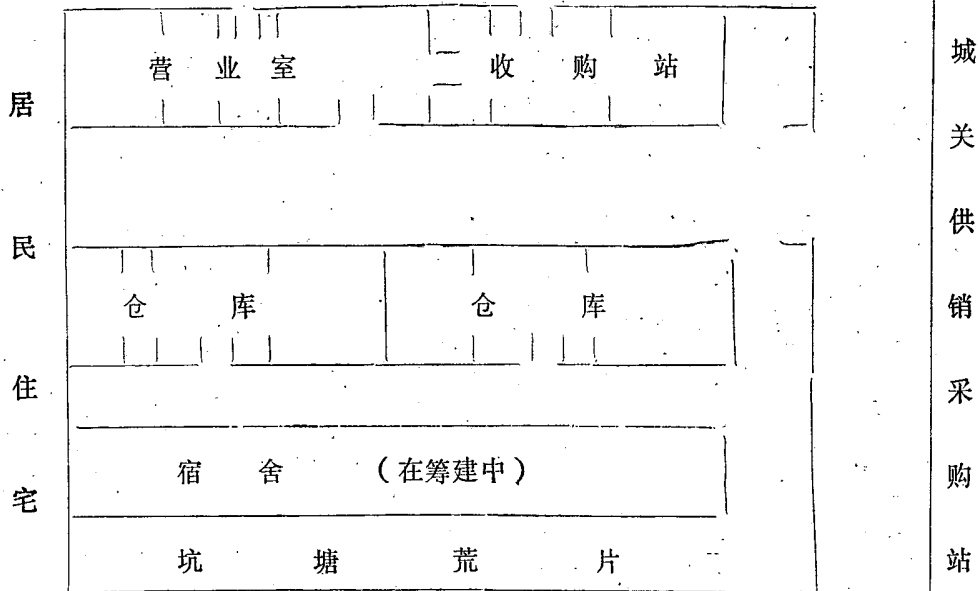 营业室
收购站
仓库
仓库
宿舍 (在筹建中)
坑塘荒片
居民住宅
城关供销采购站